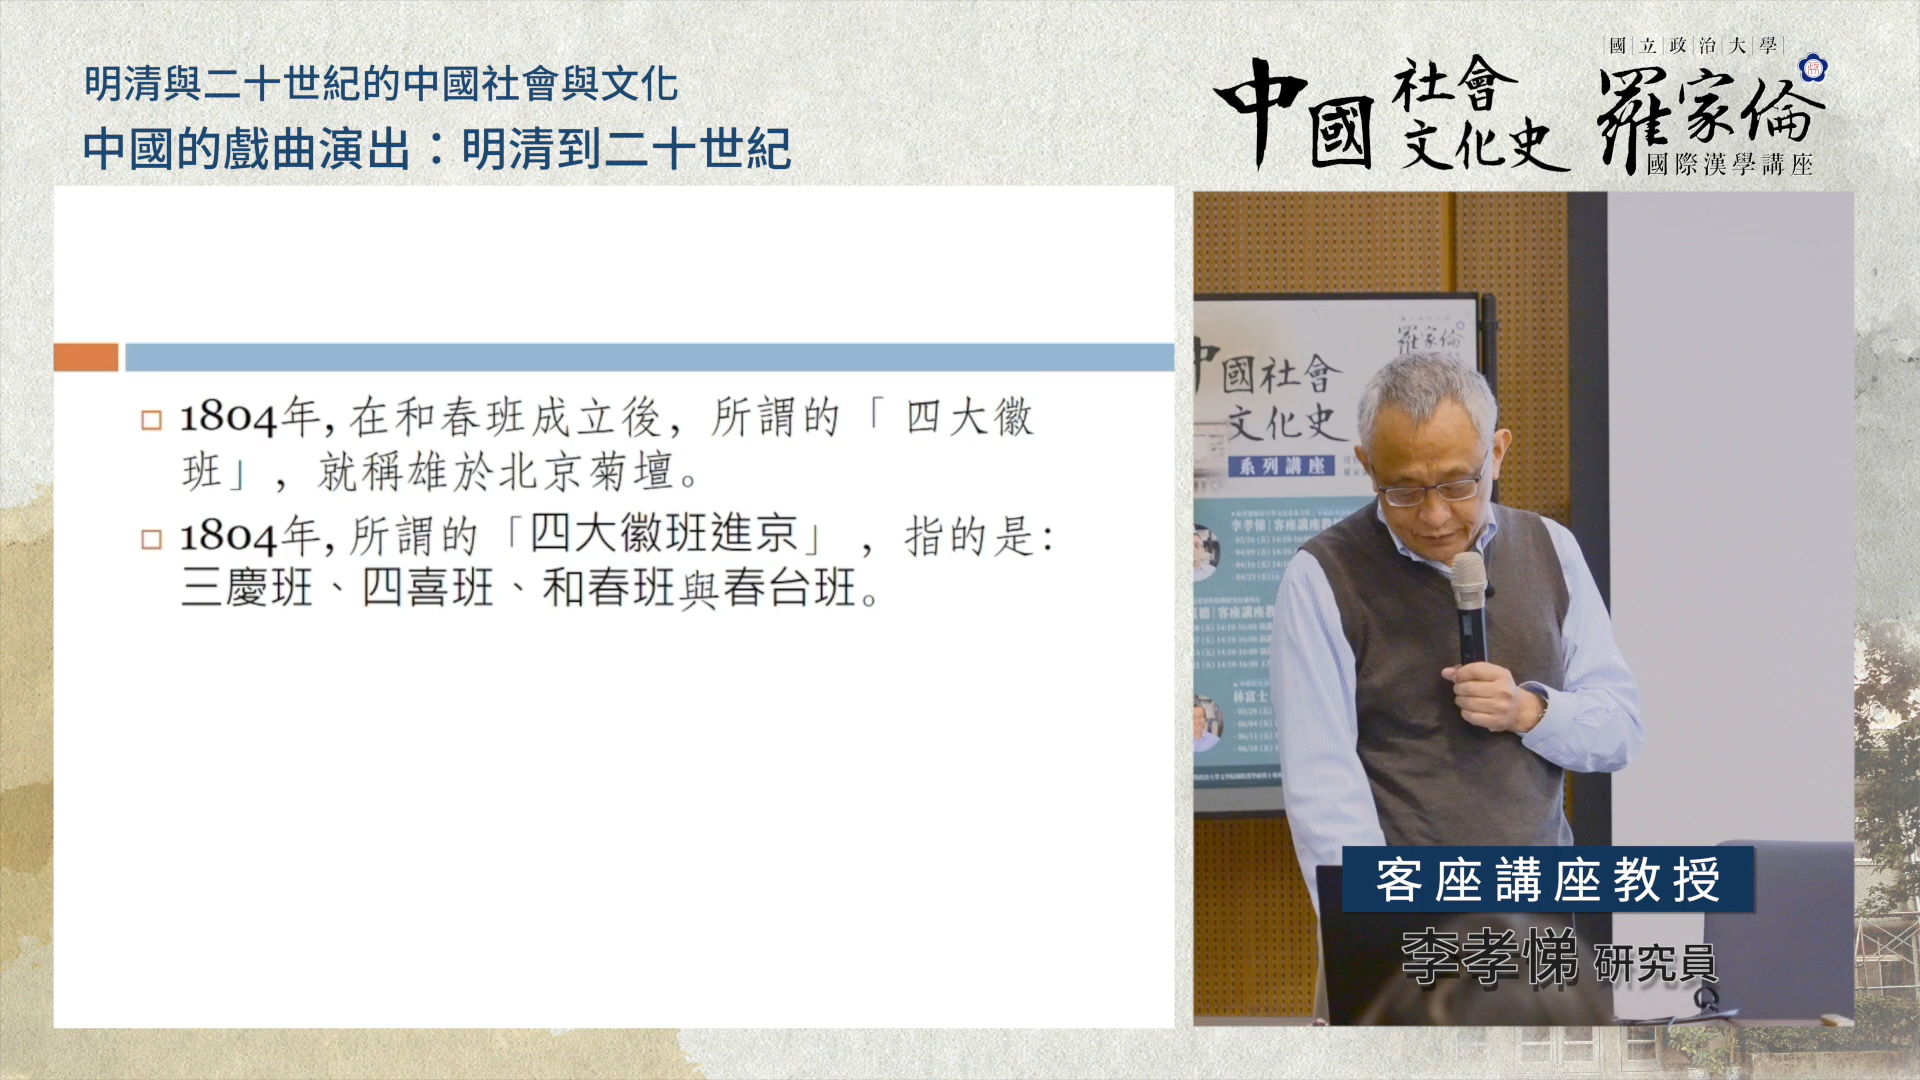 明清與二十世紀的中國社會與文化
中國的戲曲演出：明清到二十世紀
中國社會文化史
國立政治大學
羅家倫
國際漢學講座
1804年, 在和春班成立後，所謂的「 四大徽
班」，就稱雄於北京菊壇。
1804年, 所謂的「四大徽班進京」，指的是:
三慶班、四喜班、和春班與春台班。
羅家倫
中國社會
文化史
系列講座
客座講座教授
李孝悌 研究員